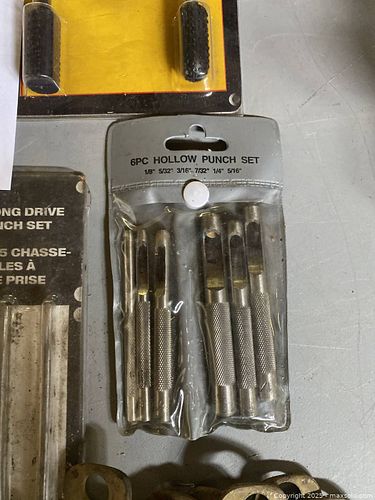 6PC HOLLOW PUNCH SET
1/8" 5/32" 3/16" 7/32" 1/4" 5/16"
ONG DRIVE
NCH SET
5 CHASSE-
LES À
E PRISE
Copyright 2025 - maxsold.com